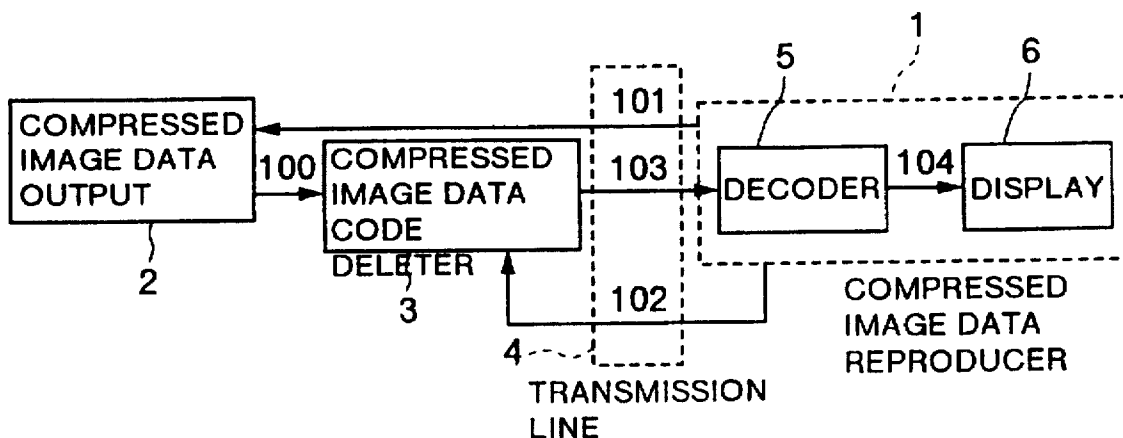 1
5
6
101
COMPRESSED
IMAGE DATA
OUTPUT
100
COMPRESSED
IMAGE DATA
CODE
DELETER
103
DECODER
104
DISPLAY
2
3
102
4
TRANSMISSION
LINE
COMPRESSED
IMAGE DATA
REPRODUCER